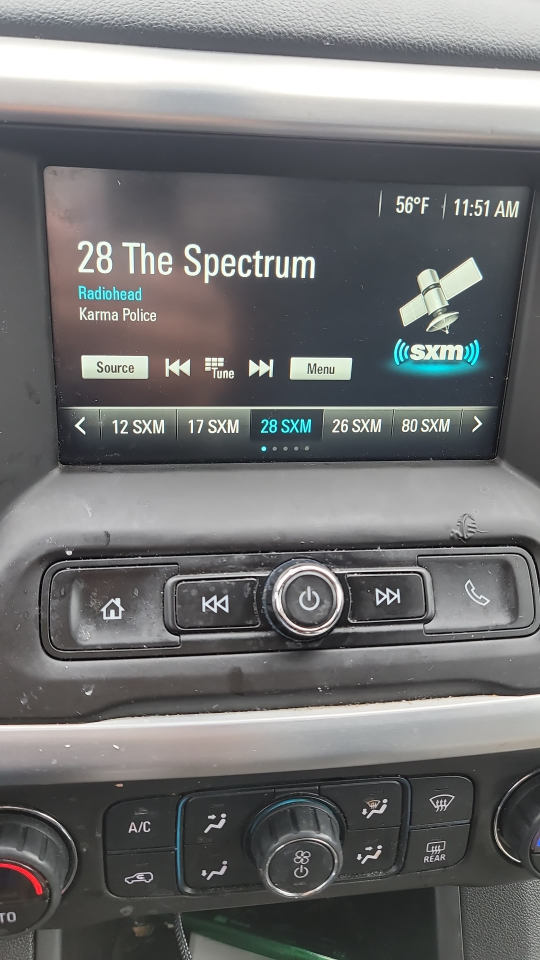 56°F 11:51 AM
28 The Spectrum
Radiohead
Karma Police
((sxm))
Source Tune Menu
12 SXM 17 SXM 28 SXM 26 SXM 80 SXM
A/C
REAR
TO